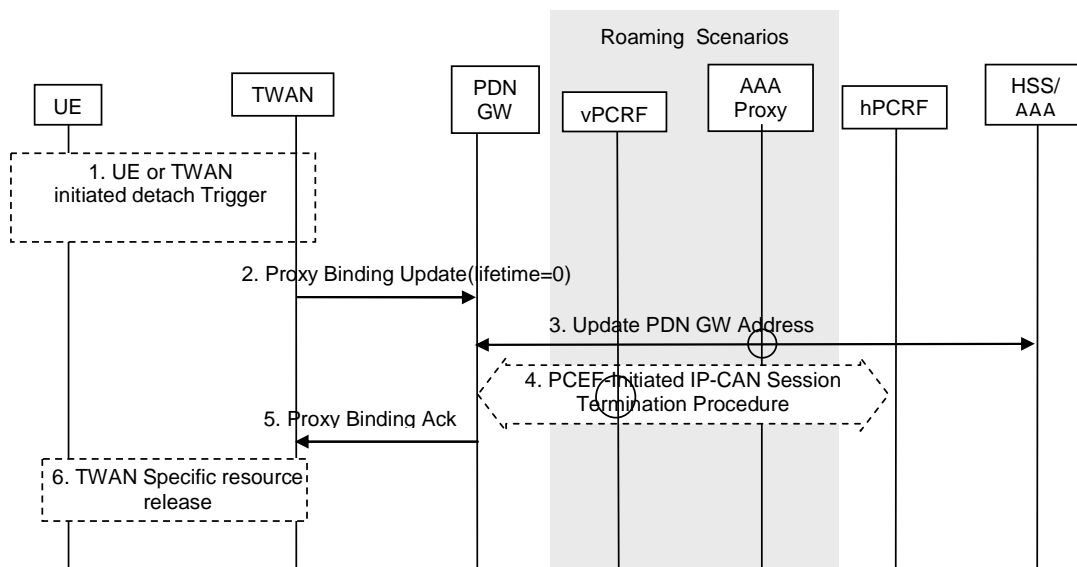 Roaming Scenarios
UE
TWAN
PDN
GW
vPCRF
AAA
Proxy
hPCRF
HSS/
AAA
1. UE or TWAN
initiated detach Trigger
2. Proxy Binding Update(lifetime=0)
3. Update PDN GW Address
4. PCEF-Initiated IP-CAN Session
Termination Procedure
5. Proxy Binding Ack
6. TWAN Specific resource
release